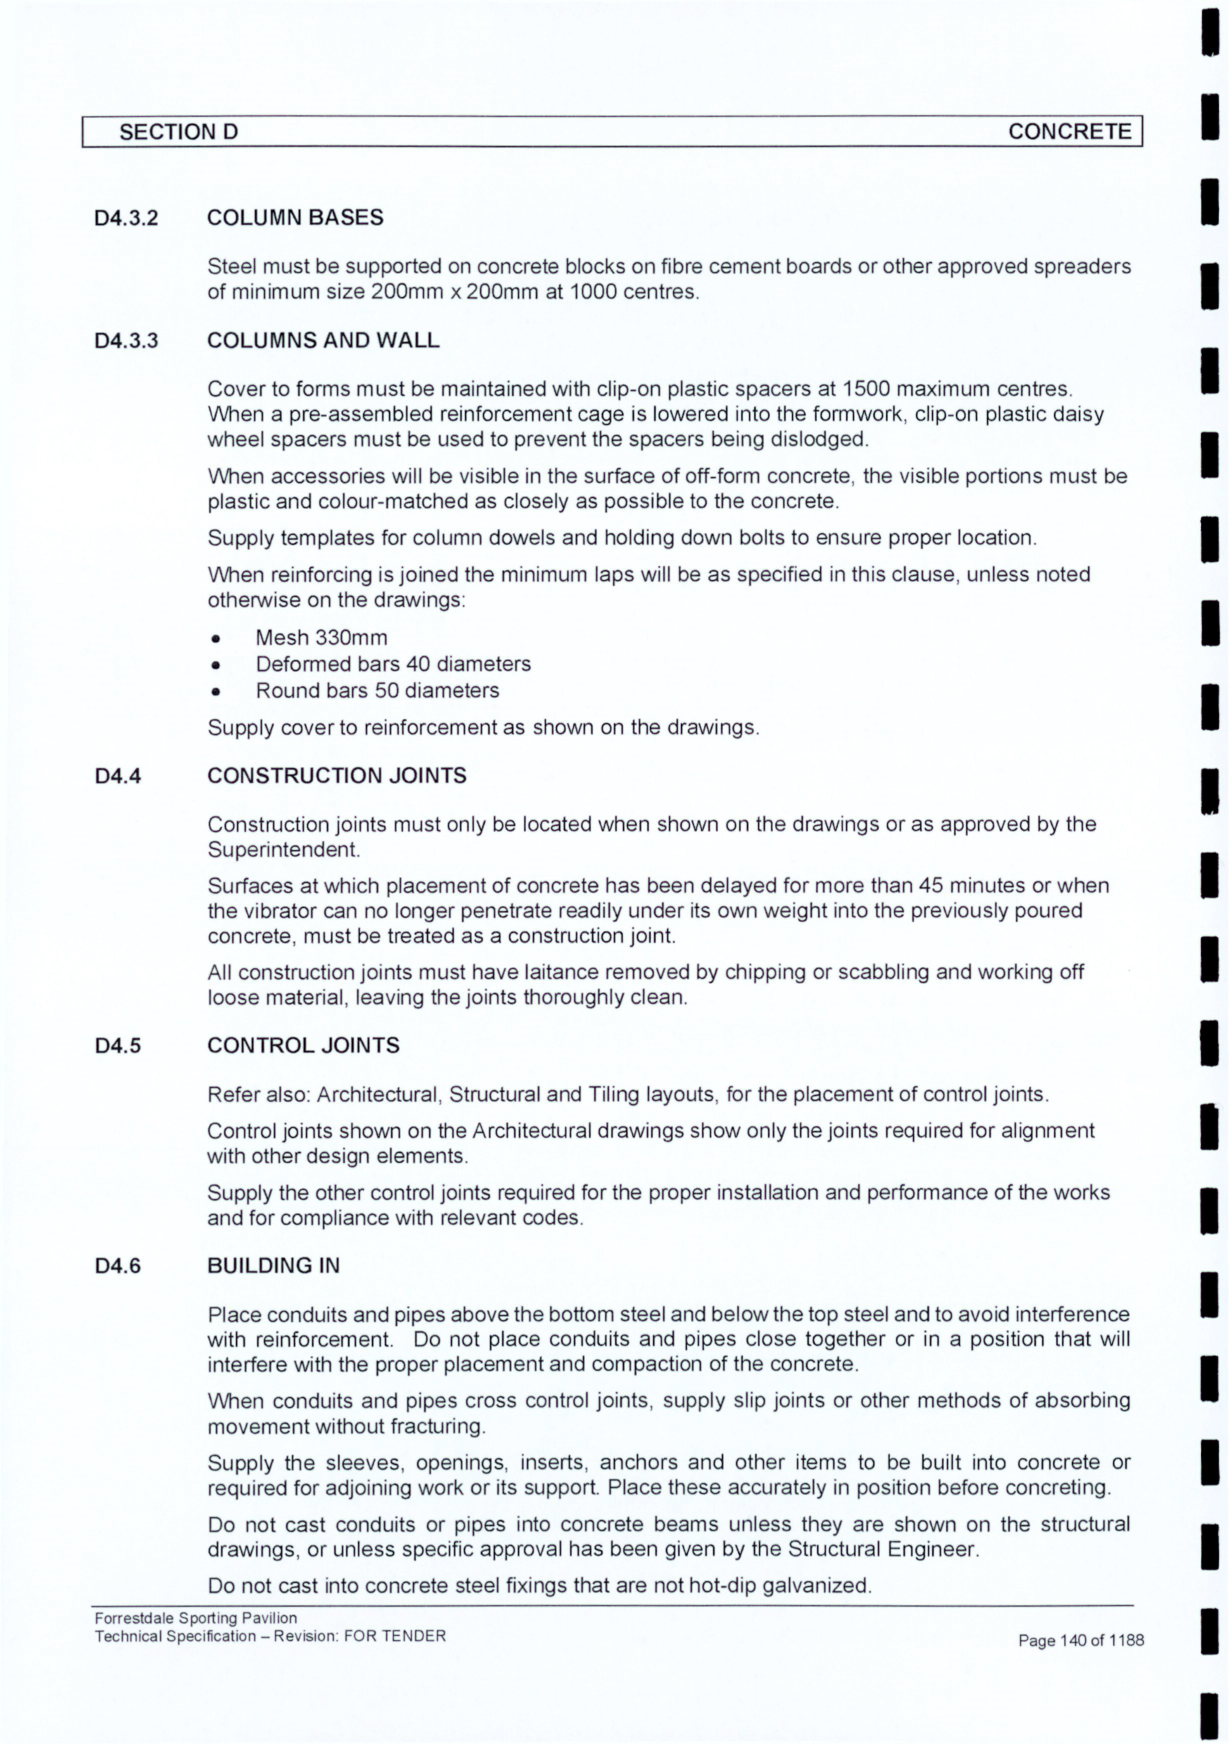 SECTION D CONCRETE
D4.3.2 COLUMN BASES
Steel must be supported on concrete blocks on fibre cement boards or other approved spreaders
of minimum size 200mm x 200mm at 1000 centres.
D4.3.3 COLUMNS AND WALL
Cover to forms must be maintained with clip-on plastic spacers at 1500 maximum centres.
When a pre-assembled reinforcement cage is lowered into the formwork, clip-on plastic daisy
wheel spacers must be used to prevent the spacers being dislodged.
When accessories will be visible in the surface of off-form concrete, the visible portions must be
plastic and colour-matched as closely as possible to the concrete.
Supply templates for column dowels and holding down bolts to ensure proper location.
When reinforcing is joined the minimum laps will be as specified in this clause, unless noted
otherwise on the drawings:
• Mesh 330mm
• Deformed bars 40 diameters
• Round bars 50 diameters
Supply cover to reinforcement as shown on the drawings.
D4.4 CONSTRUCTION JOINTS
Construction joints must only be located when shown on the drawings or as approved by the
Superintendent.
Surfaces at which placement of concrete has been delayed for more than 45 minutes or when
the vibrator can no longer penetrate readily under its own weight into the previously poured
concrete, must be treated as a construction joint.
All construction joints must have laitance removed by chipping or scabbling and working off
loose material, leaving the joints thoroughly clean.
D4.5 CONTROL JOINTS
Refer also: Architectural, Structural and Tiling layouts, for the placement of control joints.
Control joints shown on the Architectural drawings show only the joints required for alignment
with other design elements.
Supply the other control joints required for the proper installation and performance of the works
and for compliance with relevant codes.
D4.6 BUILDING IN
Place conduits and pipes above the bottom steel and below the top steel and to avoid interference
with reinforcement. Do not place conduits and pipes close together or in a position that will
interfere with the proper placement and compaction of the concrete.
When conduits and pipes cross control joints, supply slip joints or other methods of absorbing
movement without fracturing.
Supply the sleeves, openings, inserts, anchors and other items to be built into concrete or
required for adjoining work or its support. Place these accurately in position before concreting.
Do not cast conduits or pipes into concrete beams unless they are shown on the structural
drawings, or unless specific approval has been given by the Structural Engineer.
Do not cast into concrete steel fixings that are not hot-dip galvanized.
Forrestdale Sporting Pavilion
Technical Specification – Revision: FOR TENDER
Page 140 of 1188